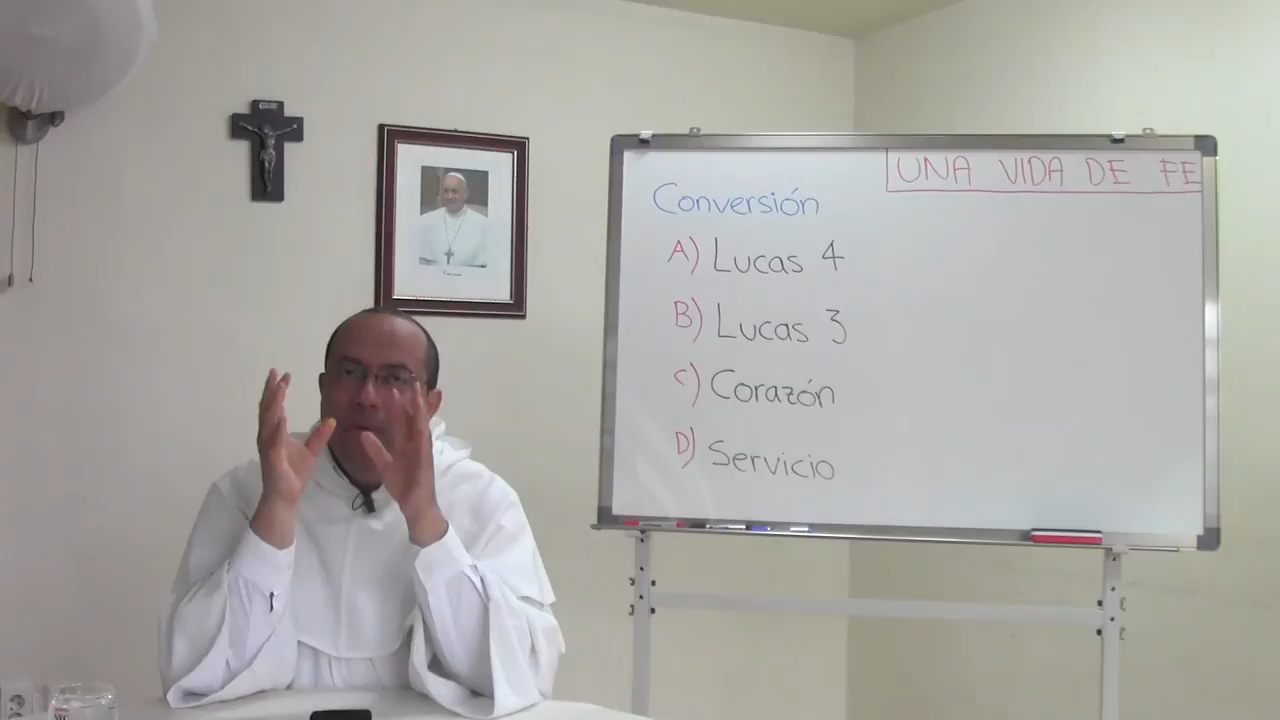 UNA VIDA DE FE
Conversión
A) Lucas 4
B) Lucas 3
C) Corazón
D) Servicio